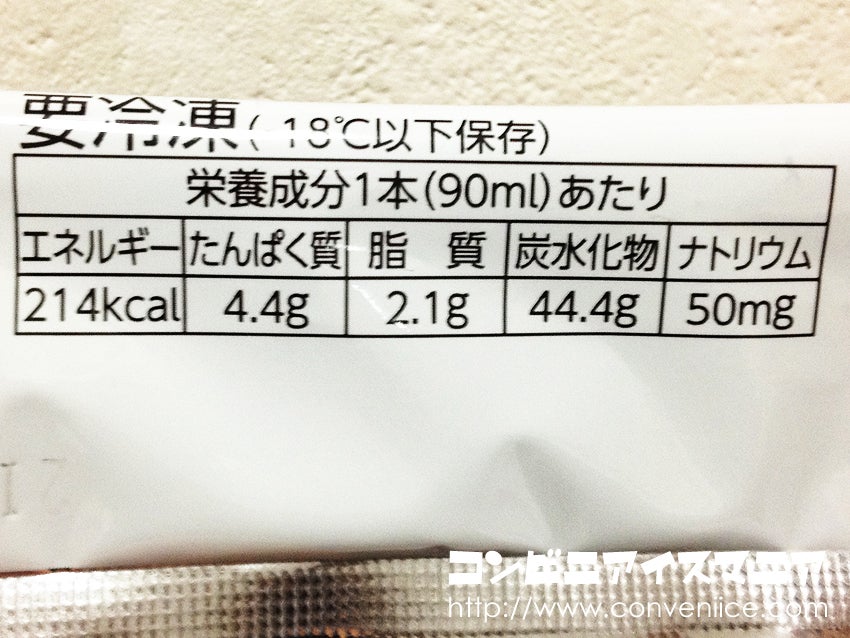 要冷凍(-18℃以下保存)
栄養成分1本(90ml)あたり
エネルギー たんぱく質 脂 質 炭水化物 ナトリウム
214kcal 4.4g 2.1g 44.4g 50mg
コンビニアイスマニア
http://www.convenice.com